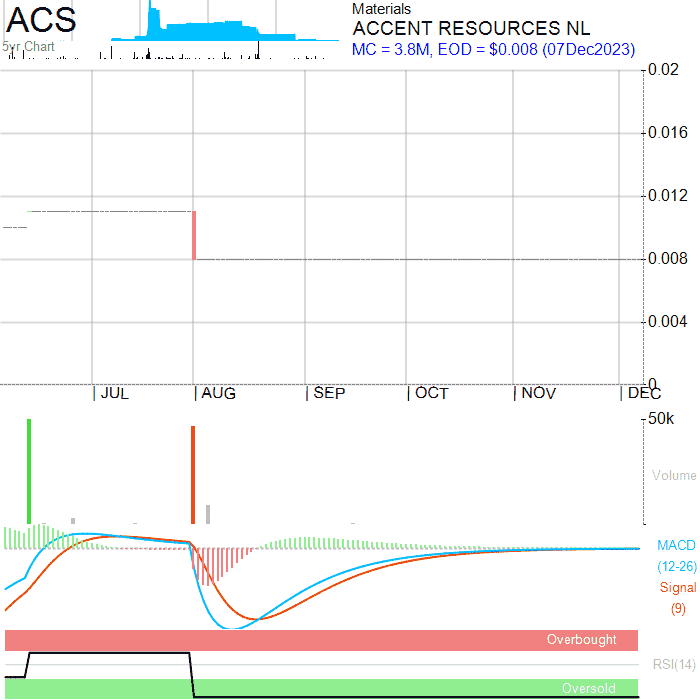 ACS
5yr Chart
Materials
ACCENT RESOURCES NL
MC = 3.8M, EOD = $0.008 (07Dec2023)
0.02
0.016
0.012
0.008
0.004
0
JUL AUG SEP OCT NOV DEC
50k
Volume
MACD
(12-26)
Signal
(9)
Overbought
RSI(14)
Oversold